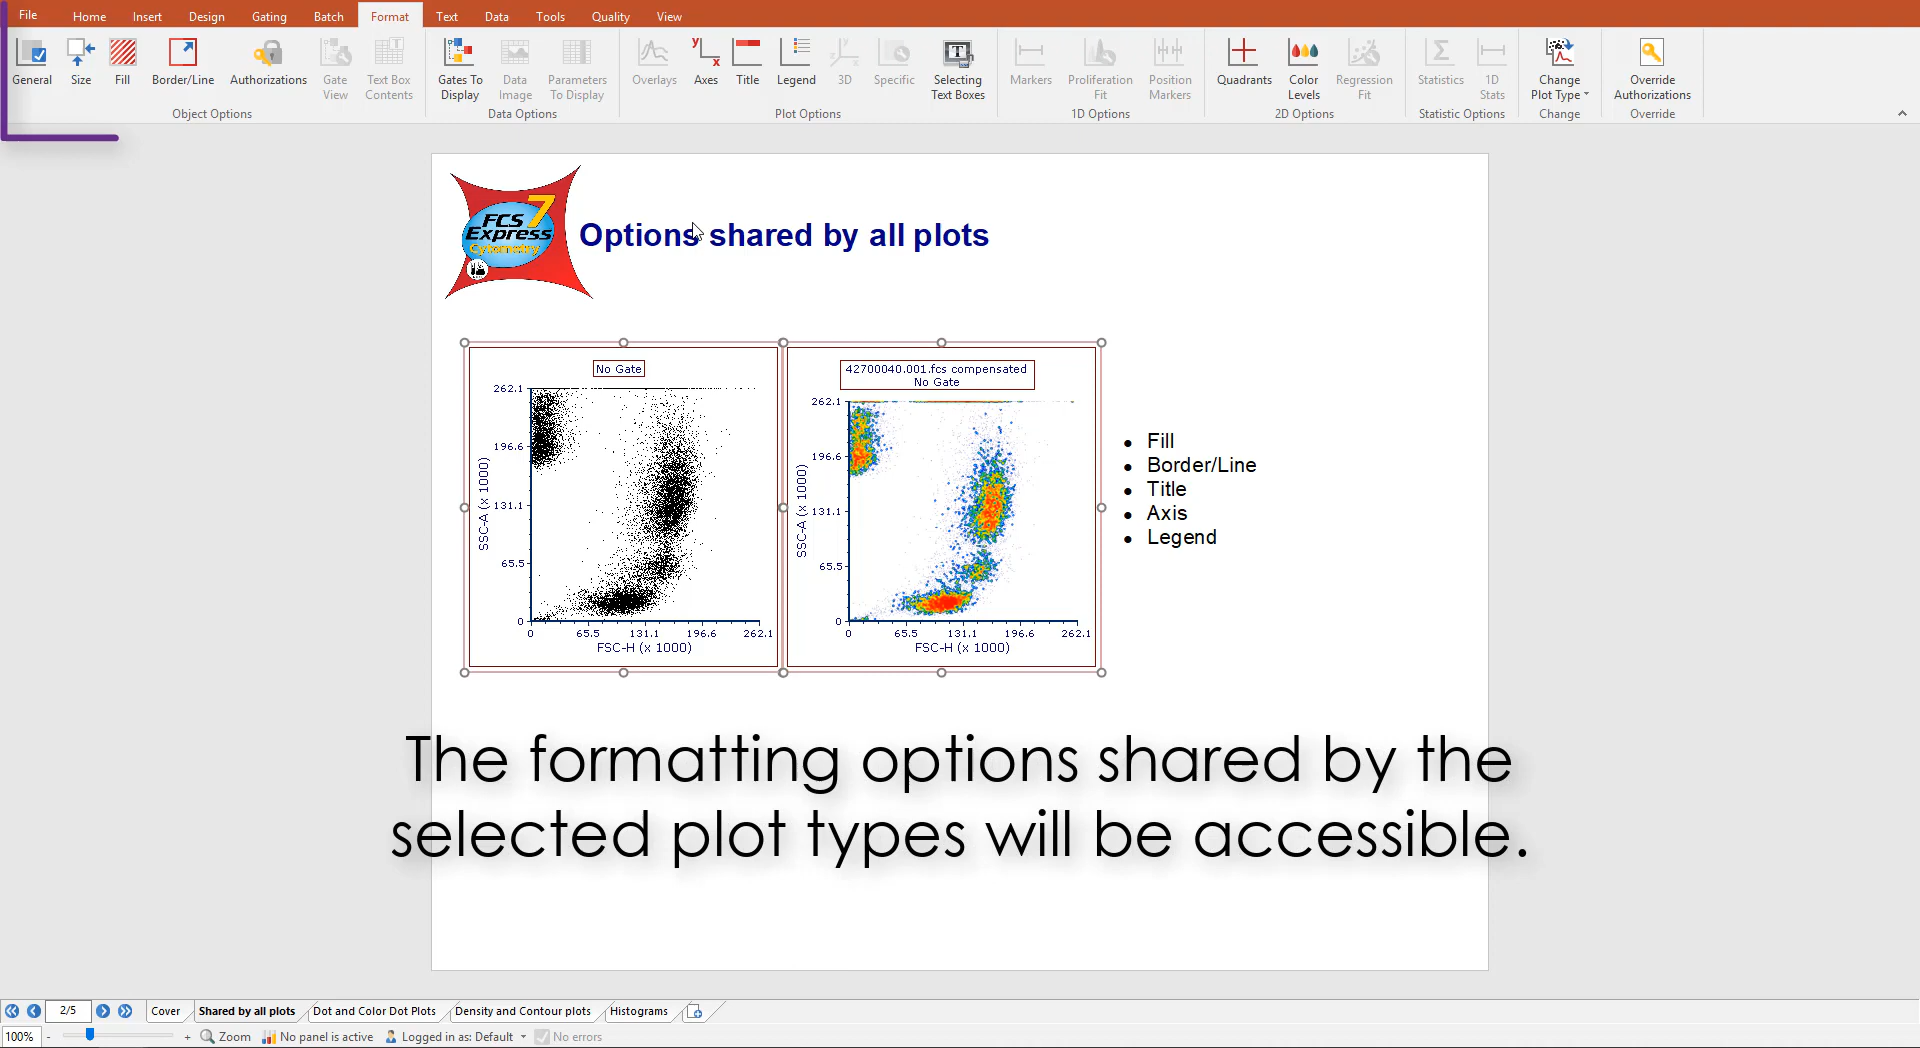 File Home Insert Design Gating Batch Format Text Data Tools Quality View
General Size Fill Border/Line Authorizations Gate View Text Box Contents Gates To Display Data Image Parameters To Display Overlays Axes Title Legend 3D Specific Selecting Text Boxes Markers Proliferation Fit Position Markers Quadrants Color Levels Regression Fit Statistics 1D Stats Change Plot Type Override Authorizations
Object Options Data Options Plot Options 1D Options 2D Options Statistic Options Change Override
FCS 7
Express
Cytometry
Options shared by all plots
No Gate
262.1
196.6
131.1
65.5
0
SSC-A (x 1000)
0 65.5 131.1 196.6 262.1
FSC-H (x 1000)
42700040.001.fcs compensated
No Gate
262.1
196.6
131.1
65.5
0
SSC-A (x 1000)
0 65.5 131.1 196.6 262.1
FSC-H (x 1000)
• Fill
• Border/Line
• Title
• Axis
• Legend
The formatting options shared by the
selected plot types will be accessible.
2/5 Cover Shared by all plots Dot and Color Dot Plots Density and Contour plots Histograms
100% - + Zoom No panel is active Logged in as: Default No errors